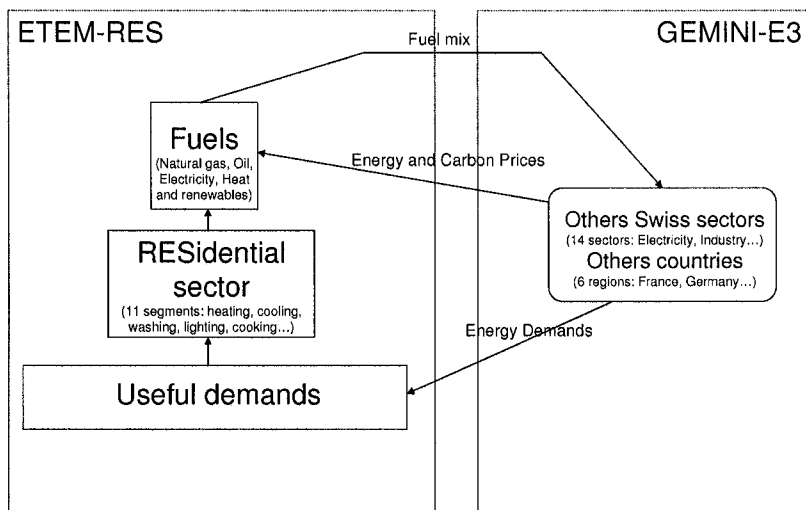 ETEM-RES
GEMINI-E3
Fuel mix
Fuels
(Natural gas, Oil,
Electricity, Heat
and renewables)
Energy and Carbon Prices
Others Swiss sectors
(14 sectors: Electricity, Industry...)
Others countries
(6 regions: France, Germany...)
RESidential
sector
(11 segments: heating, cooling,
washing, lighting, cooking...)
Energy Demands
Useful demands